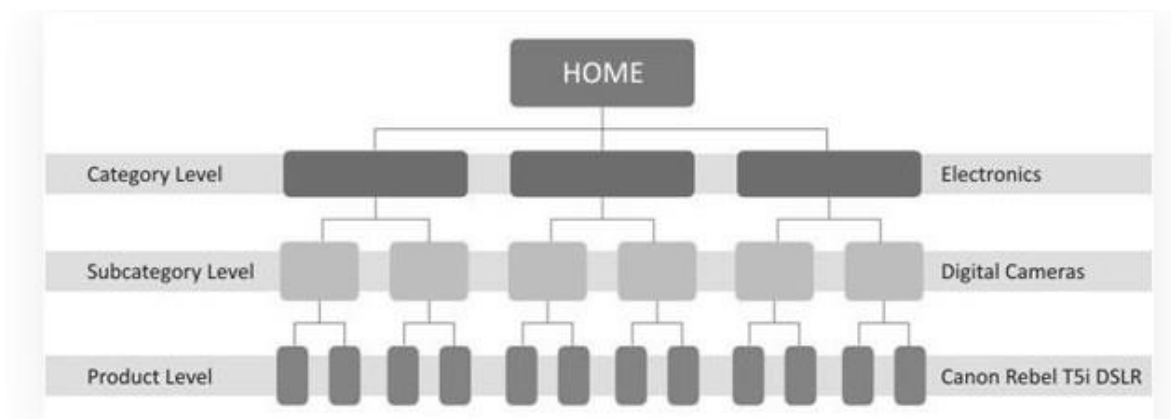 HOME
Category Level
Electronics
Subcategory Level
Digital Cameras
Product Level
Canon Rebel T5i DSLR